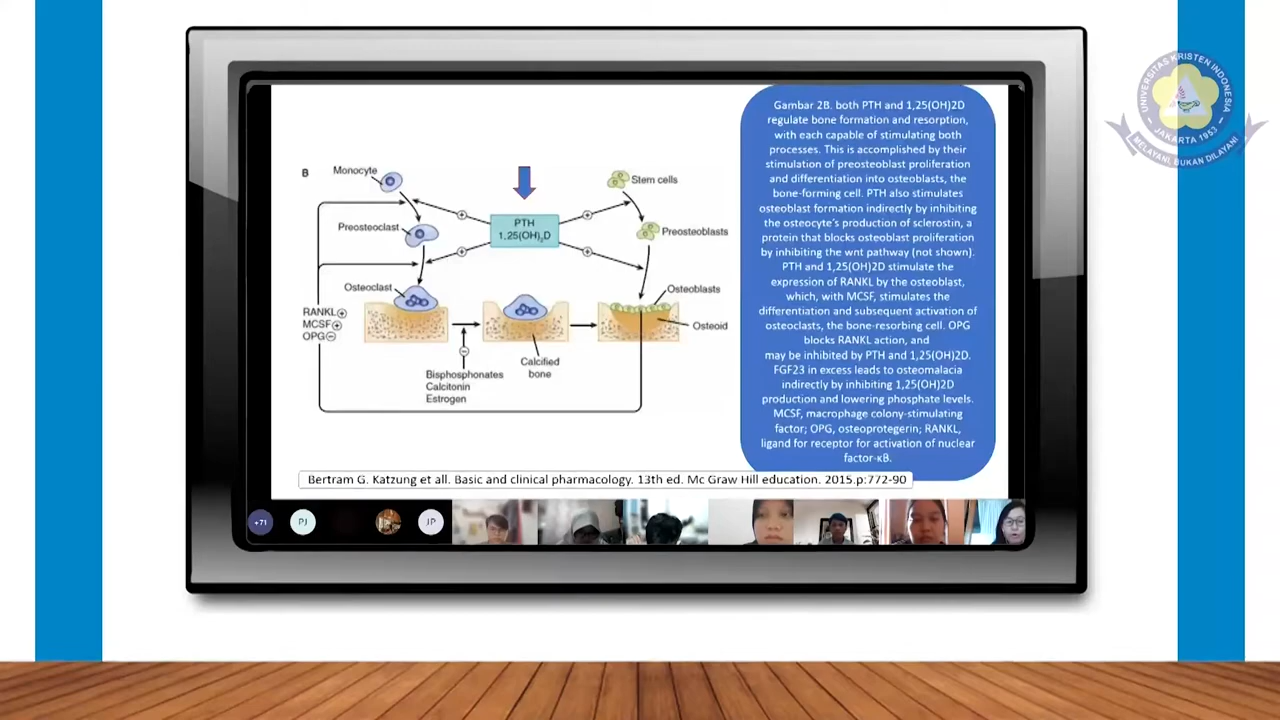 Gambar 2B. both PTH and 1,25(OH)2D
regulate bone formation and resorption,
with each capable of stimulating both
processes. This is accomplished by their
stimulation of preosteoblast proliferation
and differentiation into osteoblasts, the
bone-forming cell. PTH also stimulates
osteoblast formation indirectly by inhibiting
the osteocyte's production of sclerostin, a
protein that blocks osteoblast proliferation
by inhibiting the wnt pathway (not shown).
PTH and 1,25(OH)2D stimulate the
expression of RANKL by the osteoblast,
which, with MCSF, stimulates the
differentiation and subsequent activation of
osteoclasts, the bone-resorbing cell. OPG
blocks RANKL action, and
may be inhibited by PTH and 1,25(OH)2D.
FGF23 in excess leads to osteomalacia
indirectly by inhibiting 1,25(OH)2D
production and lowering phosphate levels.
MCSF, macrophage colony-stimulating
factor; OPG, osteoprotegerin; RANKL,
ligand for receptor for activation of nuclear
factor-κB.
B
Monocyte
Stem cells
PTH
1,25(OH)₂D
Preosteoclast
Preosteoblasts
Osteoclast
Osteoblasts
RANKL+
MCSF+
OPG−
Osteoid
Calcified
bone
Bisphosphonates
Calcitonin
Estrogen
Bertram G. Katzung et all. Basic and clinical pharmacology. 13th ed. Mc Graw Hill education. 2015.p:772-90
+71
PJ
JP
UNIVERSITAS KRISTEN INDONESIA
JAKARTA 1953
MELAYANI, BUKAN DILAYANI